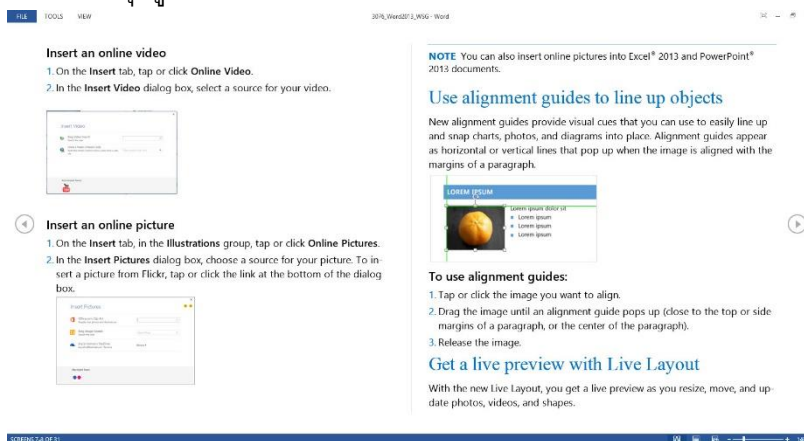 FILE TOOLS VIEW
3076_Word2013_WSG - Word
Insert an online video
1. On the Insert tab, tap or click Online Video.
2. In the Insert Video dialog box, select a source for your video.
Insert Video
Insert an online picture
1. On the Insert tab, in the Illustrations group, tap or click Online Pictures.
2. In the Insert Pictures dialog box, choose a source for your picture. To in-
sert a picture from Flickr, tap or click the link at the bottom of the dialog
box.
Insert Pictures
NOTE You can also insert online pictures into Excel® 2013 and PowerPoint®
2013 documents.
Use alignment guides to line up objects
New alignment guides provide visual cues that you can use to easily line up
and snap charts, photos, and diagrams into place. Alignment guides appear
as horizontal or vertical lines that pop up when the image is aligned with the
margins of a paragraph.
LOREM IPSUM
Lorem ipsum dolor sit
Lorem ipsum
Lorem ipsum
Lorem ipsum
To use alignment guides:
1. Tap or click the image you want to align.
2. Drag the image until an alignment guide pops up (close to the top or side
margins of a paragraph, or the center of the paragraph).
3. Release the image.
Get a live preview with Live Layout
With the new Live Layout, you get a live preview as you resize, move, and up-
date photos, videos, and shapes.
SCREENS 7-8 OF 31